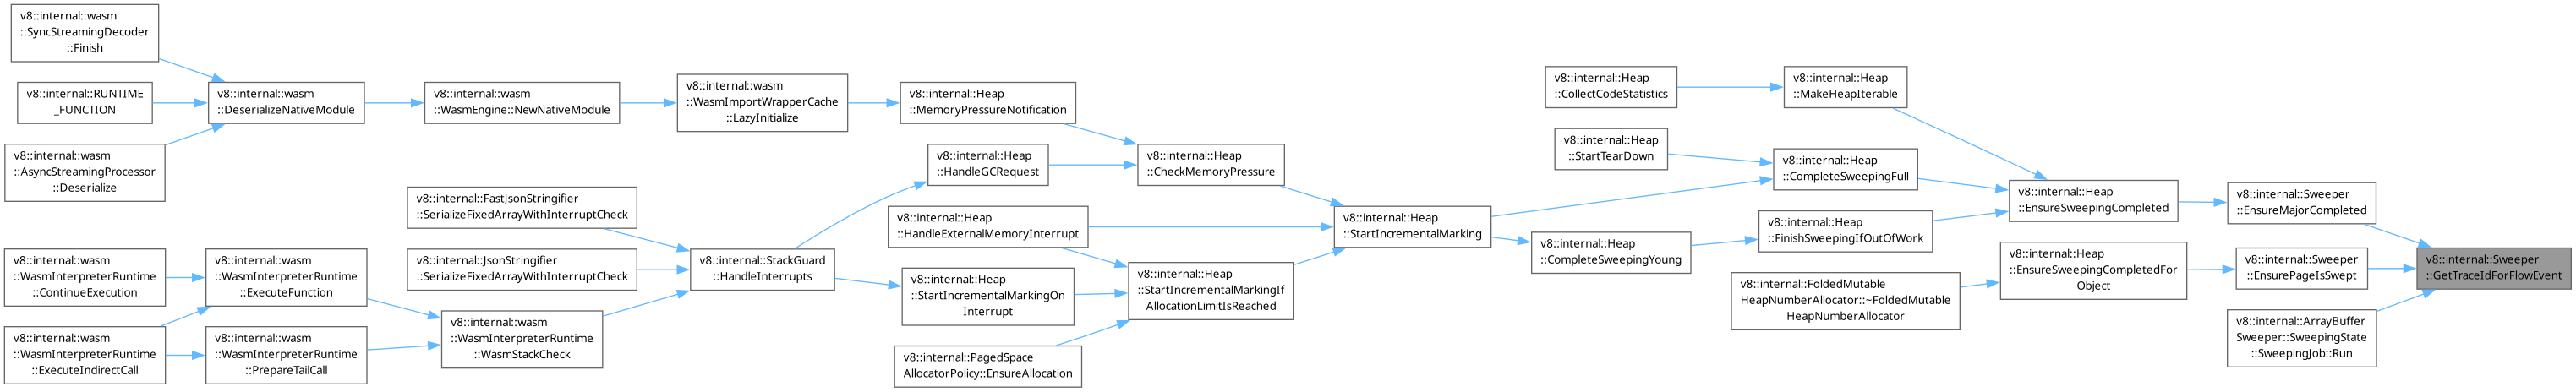 v8::internal::wasm
::SyncStreamingDecoder
::Finish
v8::internal::RUNTIME
_FUNCTION
v8::internal::wasm
::AsyncStreamingProcessor
::Deserialize
v8::internal::wasm
::DeserializeNativeModule
v8::internal::wasm
::WasmEngine::NewNativeModule
v8::internal::wasm
::WasmImportWrapperCache
::LazyInitialize
v8::internal::Heap
::MemoryPressureNotification
v8::internal::Heap
::HandleGCRequest
v8::internal::Heap
::CheckMemoryPressure
v8::internal::FastJsonStringifier
::SerializeFixedArrayWithInterruptCheck
v8::internal::JsonStringifier
::SerializeFixedArrayWithInterruptCheck
v8::internal::wasm
::WasmInterpreterRuntime
::ContinueExecution
v8::internal::wasm
::WasmInterpreterRuntime
::ExecuteIndirectCall
v8::internal::wasm
::WasmInterpreterRuntime
::ExecuteFunction
v8::internal::wasm
::WasmInterpreterRuntime
::PrepareTailCall
v8::internal::wasm
::WasmInterpreterRuntime
::WasmStackCheck
v8::internal::StackGuard
::HandleInterrupts
v8::internal::Heap
::HandleExternalMemoryInterrupt
v8::internal::Heap
::StartIncrementalMarkingOn
Interrupt
v8::internal::PagedSpace
AllocatorPolicy::EnsureAllocation
v8::internal::Heap
::StartIncrementalMarkingIf
AllocationLimitIsReached
v8::internal::Heap
::StartIncrementalMarking
v8::internal::Heap
::CollectCodeStatistics
v8::internal::Heap
::StartTearDown
v8::internal::Heap
::CompleteSweepingYoung
v8::internal::Heap
::MakeHeapIterable
v8::internal::Heap
::CompleteSweepingFull
v8::internal::Heap
::FinishSweepingIfOutOfWork
v8::internal::FoldedMutable
HeapNumberAllocator::~FoldedMutable
HeapNumberAllocator
v8::internal::Heap
::EnsureSweepingCompleted
v8::internal::Heap
::EnsureSweepingCompletedFor
Object
v8::internal::Sweeper
::EnsureMajorCompleted
v8::internal::Sweeper
::EnsurePageIsSwept
v8::internal::ArrayBuffer
Sweeper::SweepingState
::SweepingJob::Run
v8::internal::Sweeper
::GetTraceIdForFlowEvent